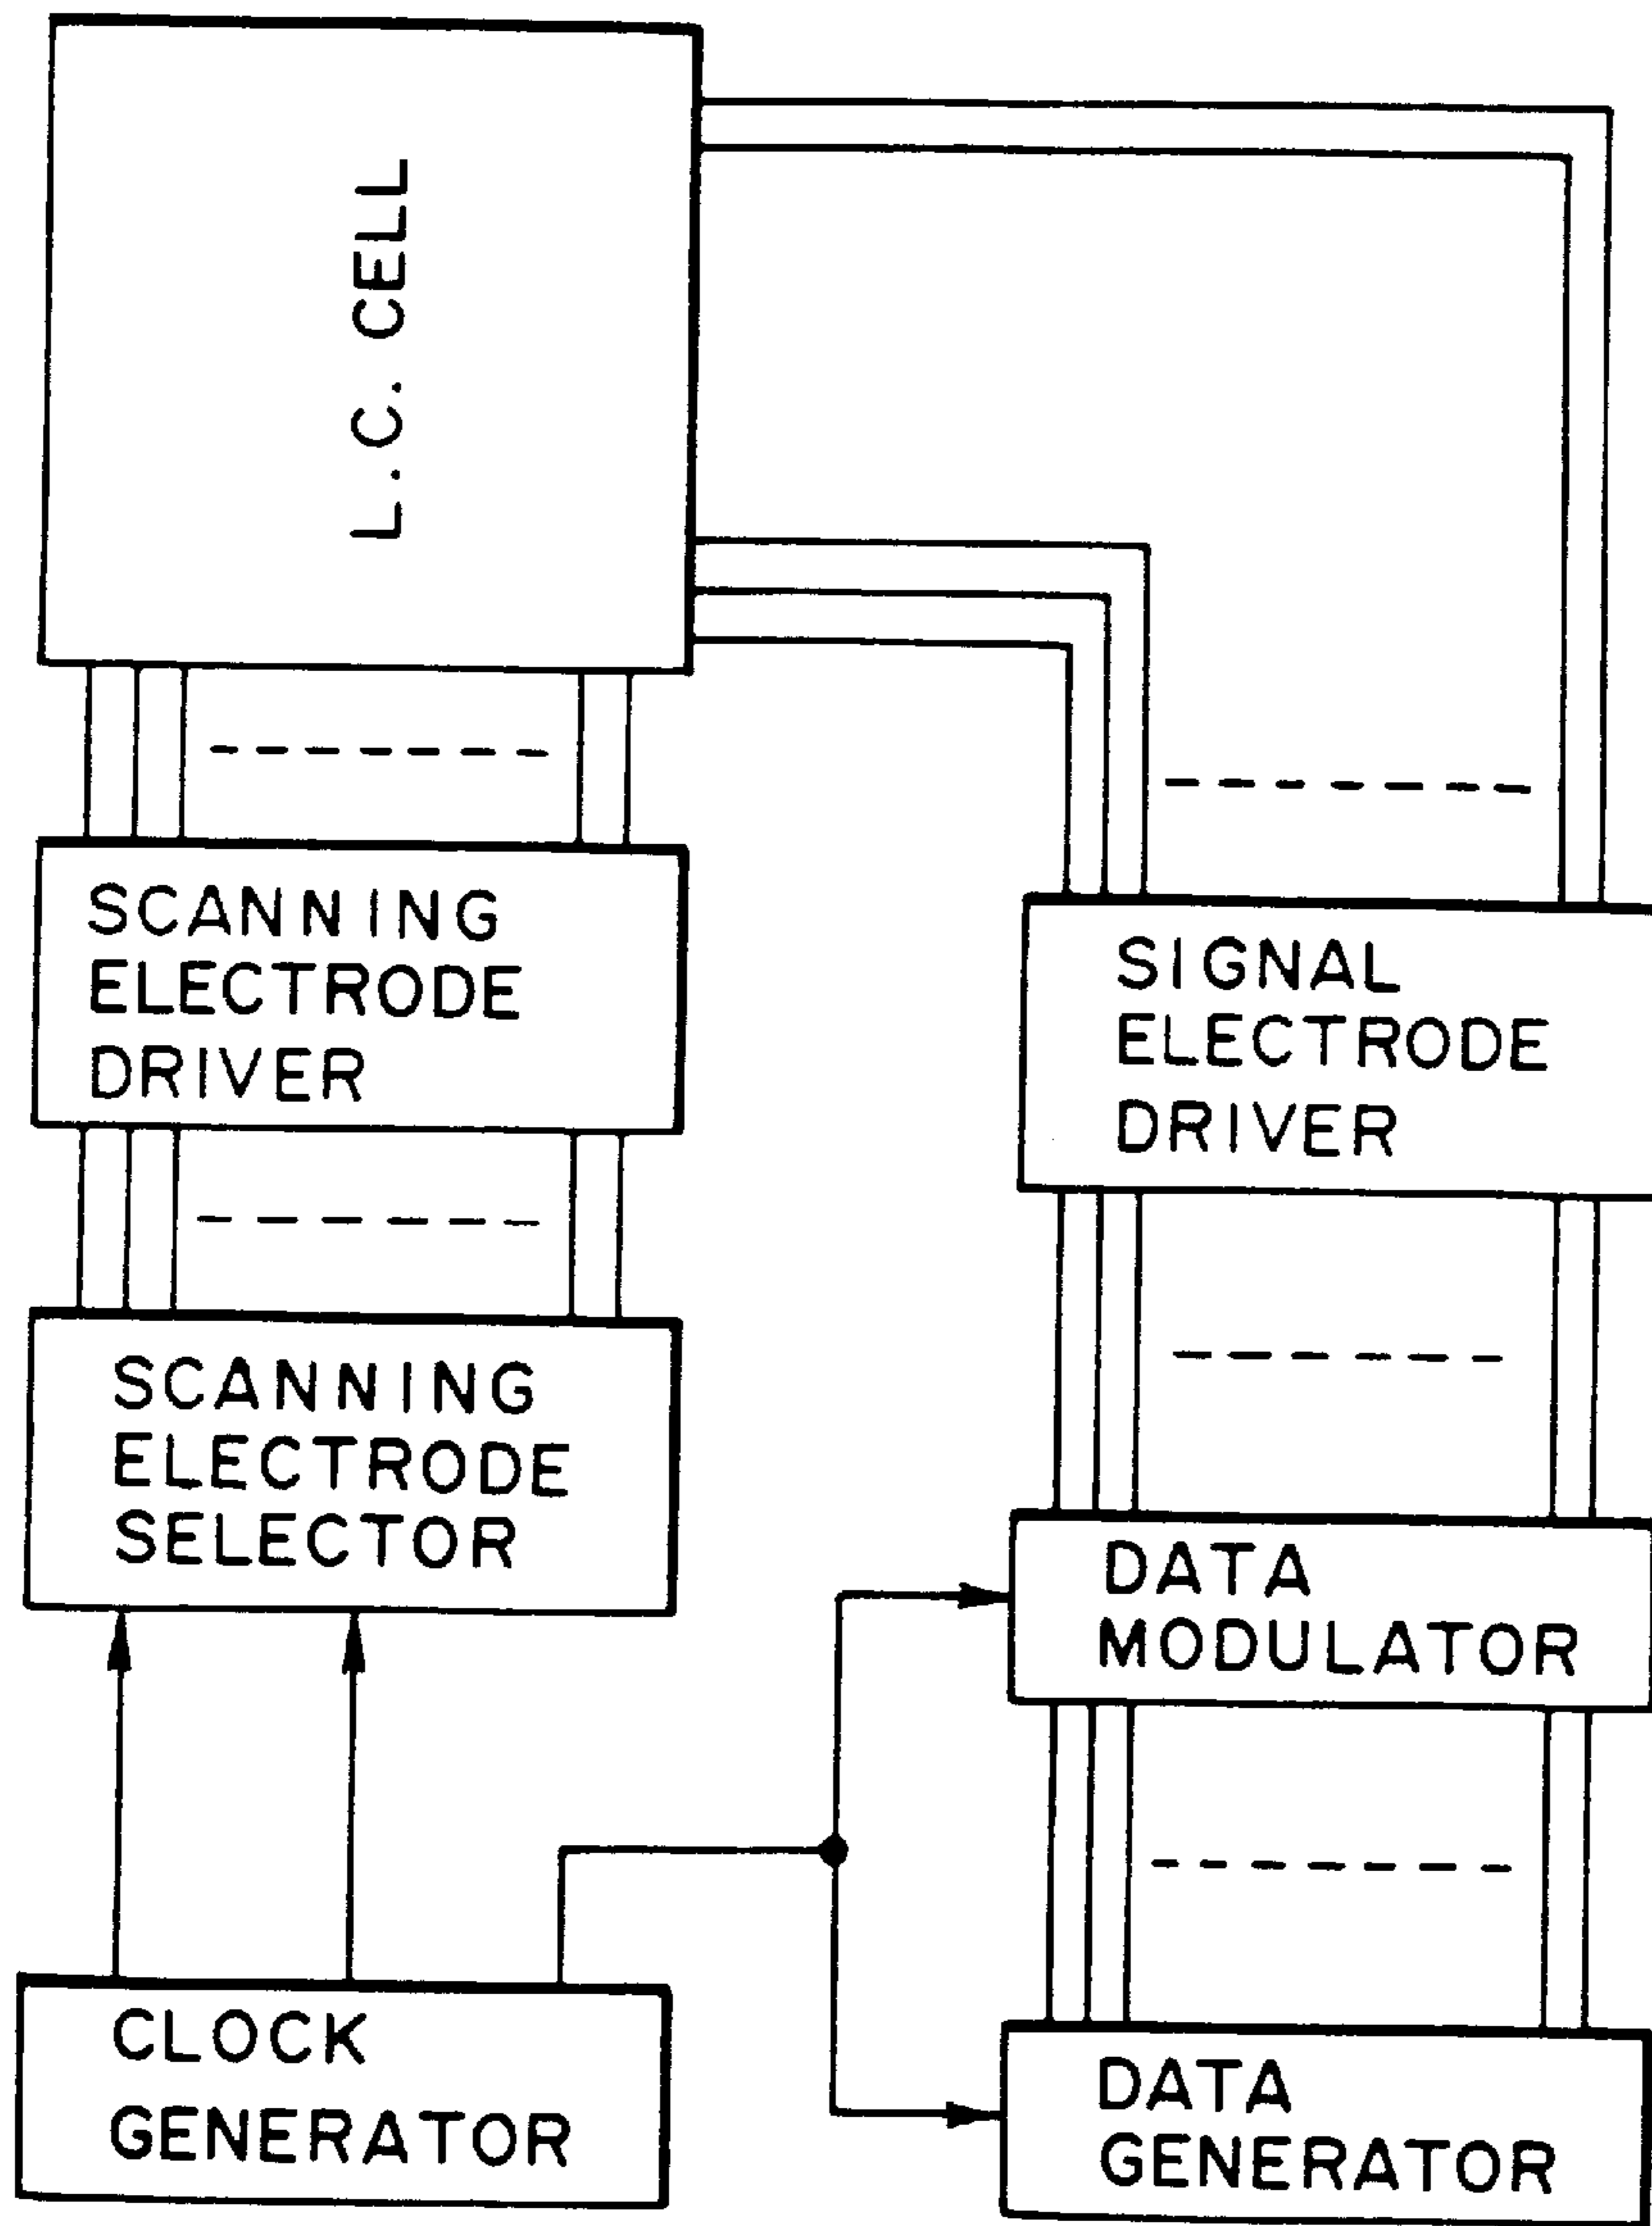 L.C. CELL
SCANNING
ELECTRODE
DRIVER
SIGNAL
ELECTRODE
DRIVER
SCANNING
ELECTRODE
SELECTOR
DATA
MODULATOR
CLOCK
GENERATOR
DATA
GENERATOR